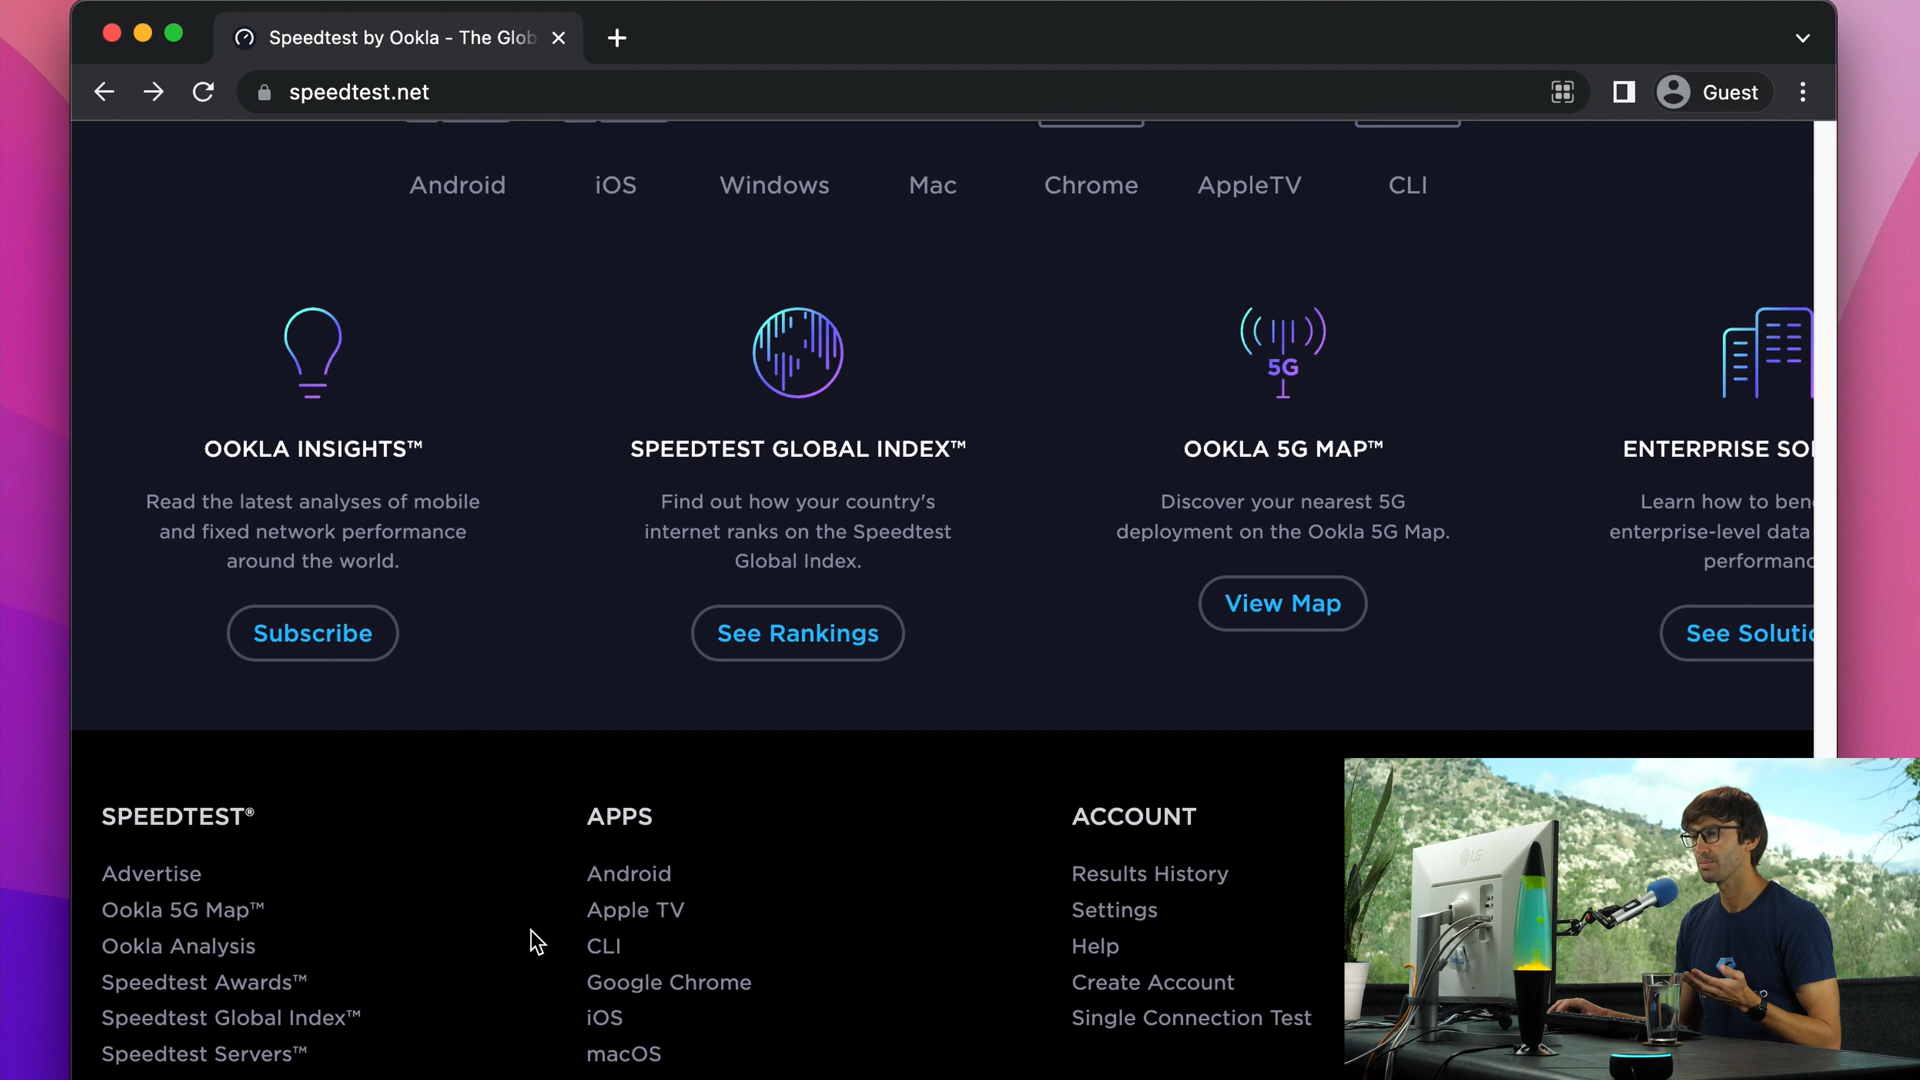 Speedtest by Ookla - The Glob
speedtest.net
Guest
Android iOS Windows Mac Chrome AppleTV CLI
5G
OOKLA INSIGHTS™
Read the latest analyses of mobile
and fixed network performance
around the world.
Subscribe
SPEEDTEST GLOBAL INDEX™
Find out how your country's
internet ranks on the Speedtest
Global Index.
See Rankings
OOKLA 5G MAP™
Discover your nearest 5G
deployment on the Ookla 5G Map.
View Map
ENTERPRISE SOL
Learn how to ben
enterprise-level data
performanc
See Solutio
SPEEDTEST®
Advertise
Ookla 5G Map™
Ookla Analysis
Speedtest Awards™
Speedtest Global Index™
Speedtest Servers™
APPS
Android
Apple TV
CLI
Google Chrome
iOS
macOS
ACCOUNT
Results History
Settings
Help
Create Account
Single Connection Test
LG